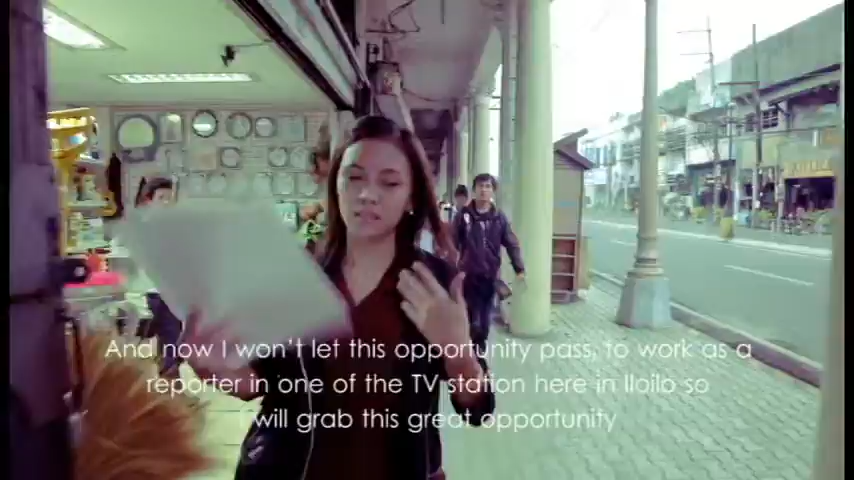 And now I won't let this opportunity pass, to work as a
reporter in one of the TV station here in Iloilo so
I will grab this great opportunity